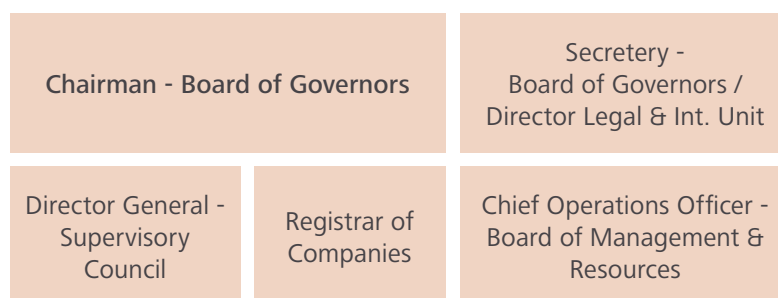 Chairman - Board of Governors
Secretery -
Board of Governors /
Director Legal & Int. Unit
Director General -
Supervisory
Council
Registrar of
Companies
Chief Operations Officer -
Board of Management &
Resources